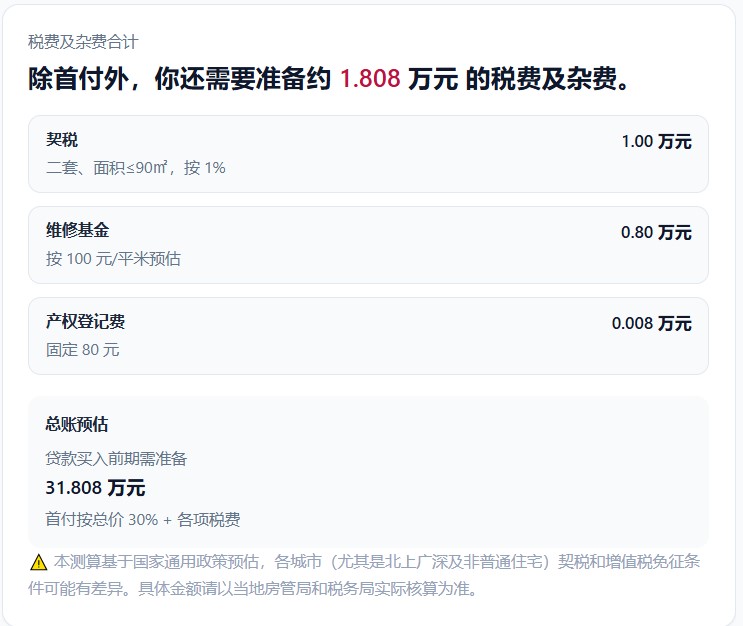 税费及杂费合计
除首付外，你还需要准备约 1.808 万元 的税费及杂费。
契税
1.00 万元
二套、面积≤90㎡，按 1%
维修基金
0.80 万元
按 100 元/平米预估
产权登记费
0.008 万元
固定 80 元
总账预估
贷款买入前期需准备
31.808 万元
首付按总价 30% + 各项税费
⚠️ 本测算基于国家通用政策预估，各城市（尤其是北上广深及非普通住宅）契税和增值税免征条
件可能有差异。具体金额请以当地房管局和税务局实际核算为准。